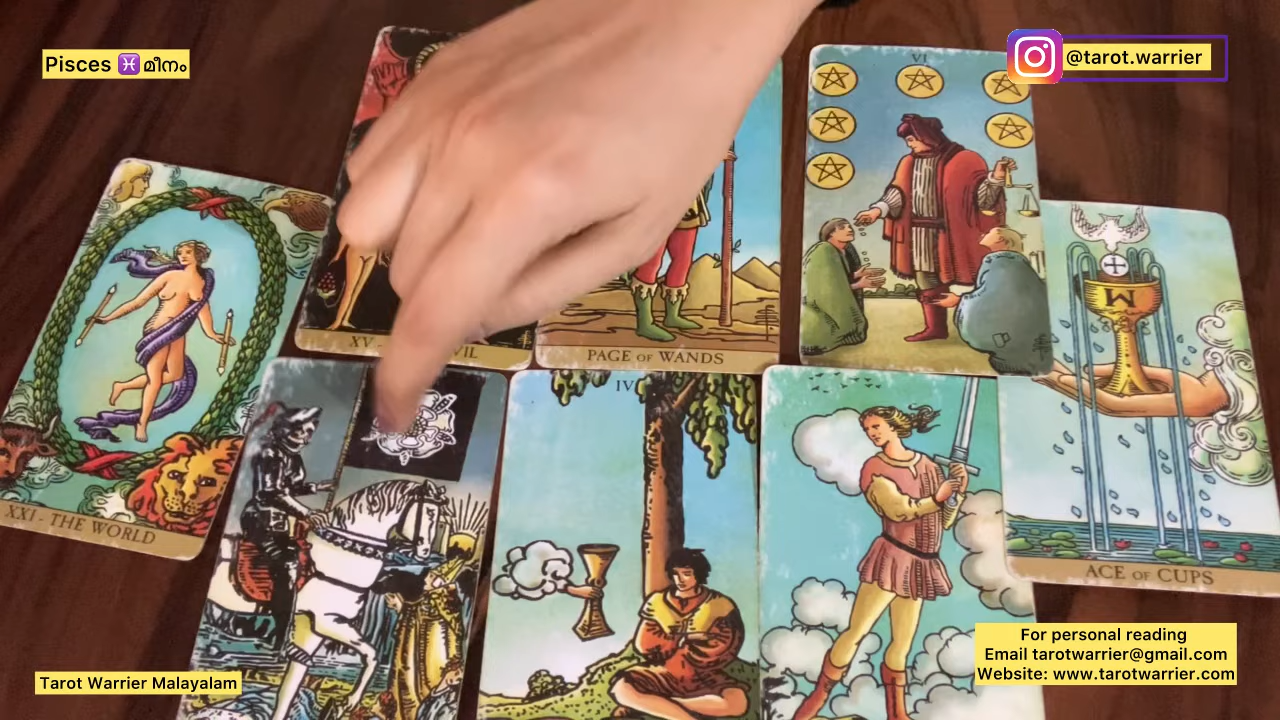 Pisces ♓ മീനം
@tarot.warrier
VI
XV - 
VIL
PAGE OF WANDS
IV
XXI - THE WORLD
ACE OF CUPS
For personal reading
Email tarotwarrier@gmail.com
Website: www.tarotwarrier.com
Tarot Warrier Malayalam